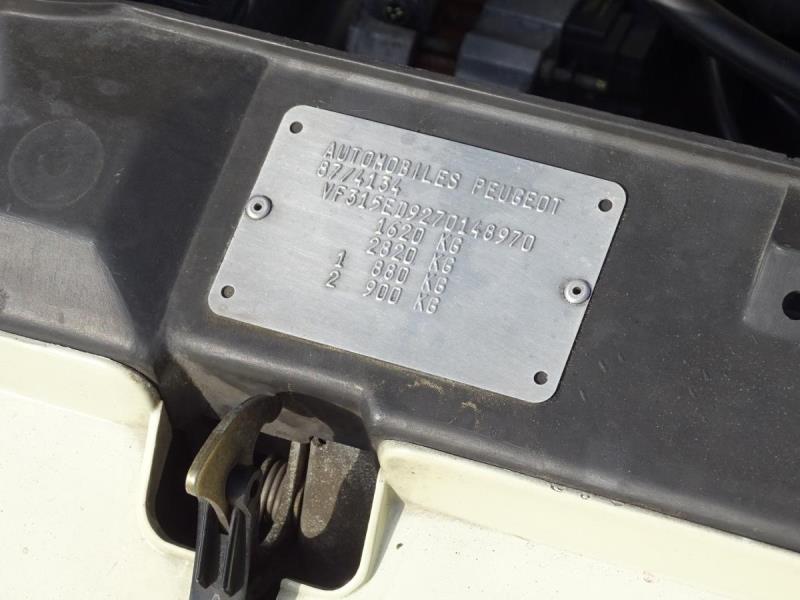 AUTOMOBILES PEUGEOT
87/4134
VF315ED9270148970
1620 KG
2820 KG
1 880 KG
2 900 KG